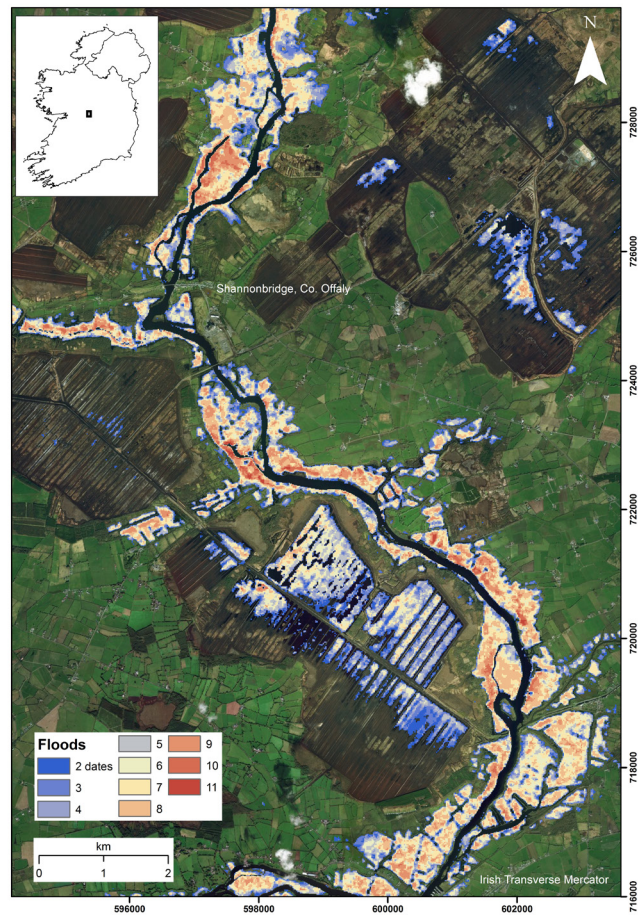 N
728000
726000
Shannonbridge, Co. Offaly
724000
722000
720000
718000
716000
Floods
2 dates
3
4
5
6
7
8
9
10
11
km
0 1 2
Irish Transverse Mercator
596000 598000 600000 602000